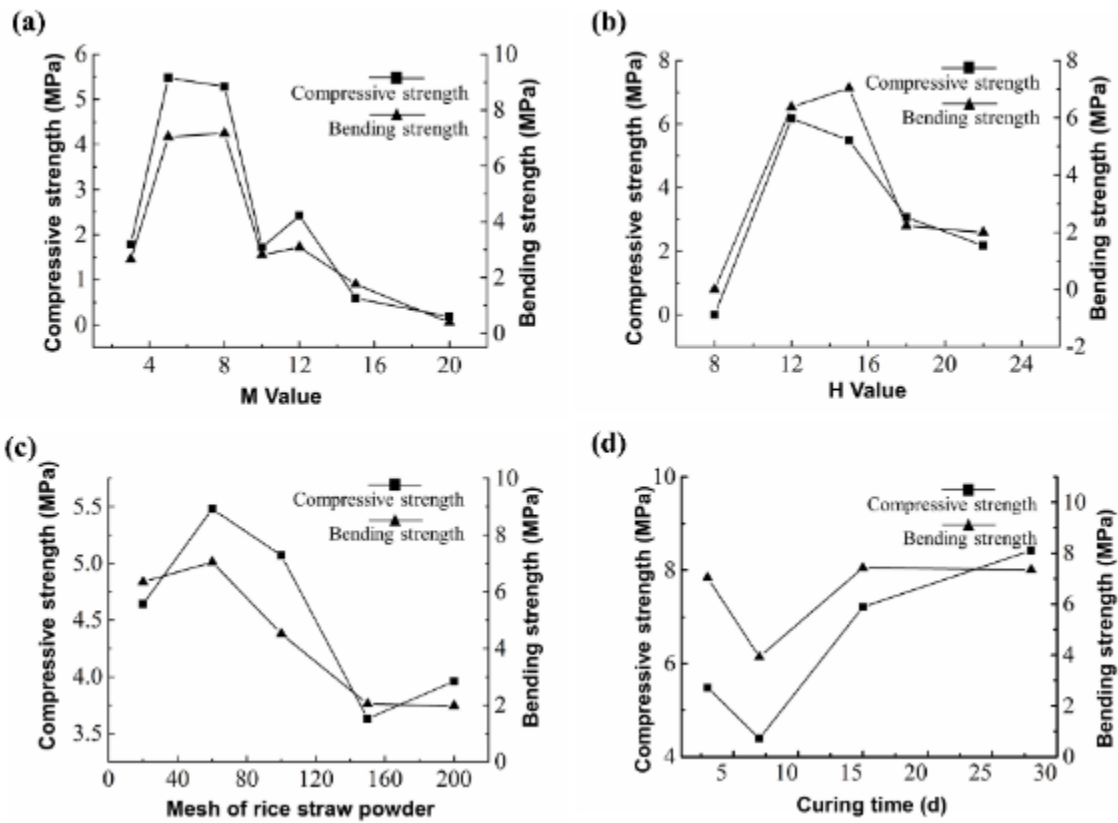 (a)
Compressive strength (MPa)
6
5
4
3
2
1
0
Compressive strength
Bending strength
10
8
6
4
2
0
Bending strength (MPa)
4 8 12 16 20
M Value
(b)
Compressive strength (MPa)
8
6
4
2
0
Compressive strength
Bending strength
8
6
4
2
0
-2
Bending strength (MPa)
8 12 16 20 24
H Value
(c)
Compressive strength (MPa)
5.5
5.0
4.5
4.0
3.5
Compressive strength
Bending strength
10
8
6
4
2
0
Bending strength (MPa)
0 40 80 120 160 200
Mesh of rice straw powder
(d)
Compressive strength (MPa)
10
8
6
4
Compressive strength
Bending strength
10
8
6
4
2
0
Bending strength (MPa)
5 10 15 20 25 30
Curing time (d)